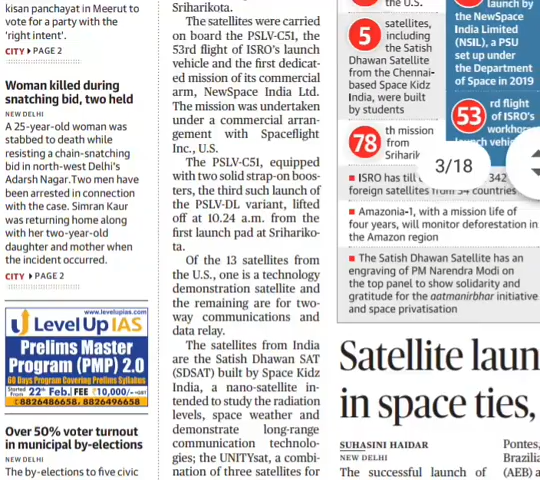 kisan panchayat in Meerut to
vote for a party with the
'right intent'.
CITY ▸ PAGE 2
Woman killed during
snatching bid, two held
NEW DELHI
A 25-year-old woman was
stabbed to death while
resisting a chain-snatching
bid in north-west Delhi's
Adarsh Nagar. Two men have
been arrested in connection
with the case. Simran Kaur
was returning home along
with her two-year-old
daughter and mother when
the incident occurred.
CITY ▸ PAGE 2
www.levelupias.com
Level Up IAS
Prelims Master
Program (PMP) 2.0
60 Days Program Covering Prelims Syllabus
Started From 22nd Feb. FEE ₹10,000/- +GST
8826486658, 8826496658
Over 50% voter turnout
in municipal by-elections
NEW DELHI
The by-elections to five civic
Sriharikota.
The satellites were carried
on board the PSLV-C51, the
53rd flight of ISRO's launch
vehicle and the first dedicat-
ed mission of its commercial
arm, NewSpace India Ltd.
The mission was undertaken
under a commercial arran-
gement with Spaceflight
Inc., U.S.
The PSLV-C51, equipped
with two solid strap-on boos-
ters, the third such launch of
the PSLV-DL variant, lifted
off at 10.24 a.m. from the
first launch pad at Srihariko-
ta.
Of the 13 satellites from
the U.S., one is a technology
demonstration satellite and
the remaining are for two-
way communications and
data relay.
The satellites from India
are the Satish Dhawan SAT
(SDSAT) built by Space Kidz
India, a nano-satellite in-
tended to study the radiation
levels, space weather and
demonstrate long-range
communication technolo-
gies; the UNITYsat, a combi-
nation of three satellites for
the U.S.
5 satellites,
including
the Satish
Dhawan Satellite
from the Chennai-
based Space Kidz
India, were built
by students
78 th mission
from
launch by
the NewSpace
India Limited
(NSIL), a PSU
set up under
the Department
of Space in 2019
53 rd flight
of ISRO's
3/18
ISRO has till 342
foreign satellites from 34 countries
Amazonia-1, with a mission life of
four years, will monitor deforestation in
the Amazon region
The Satish Dhawan Satellite has an
engraving of PM Narendra Modi on
the top panel to show solidarity and
gratitude for the aatmanirbhar initiative
and space privatisation
Satellite laun
in space ties,
SUHASINI HAIDAR
NEW DELHI
The successful launch of
Pontes,
Brazilia
(AEB) a